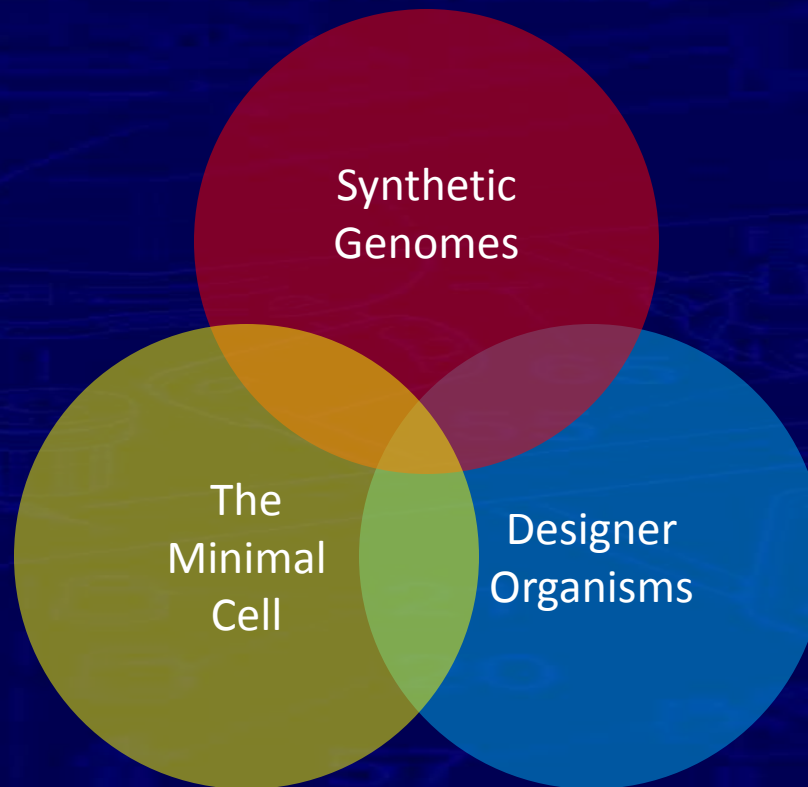 Synthetic
Genomes
The
Minimal
Cell
Designer
Organisms